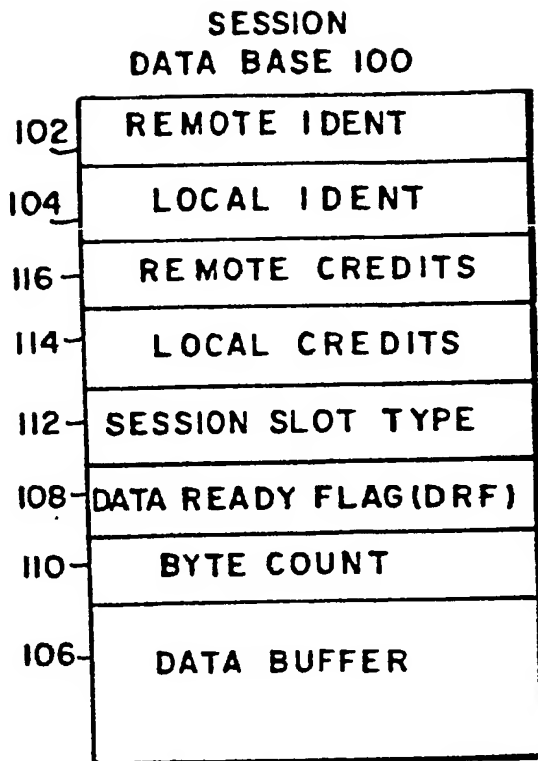 SESSION
DATA BASE 100
102 REMOTE IDENT
104 LOCAL IDENT
116 REMOTE CREDITS
114 LOCAL CREDITS
112 SESSION SLOT TYPE
108 DATA READY FLAG (DRF)
110 BYTE COUNT
106 DATA BUFFER